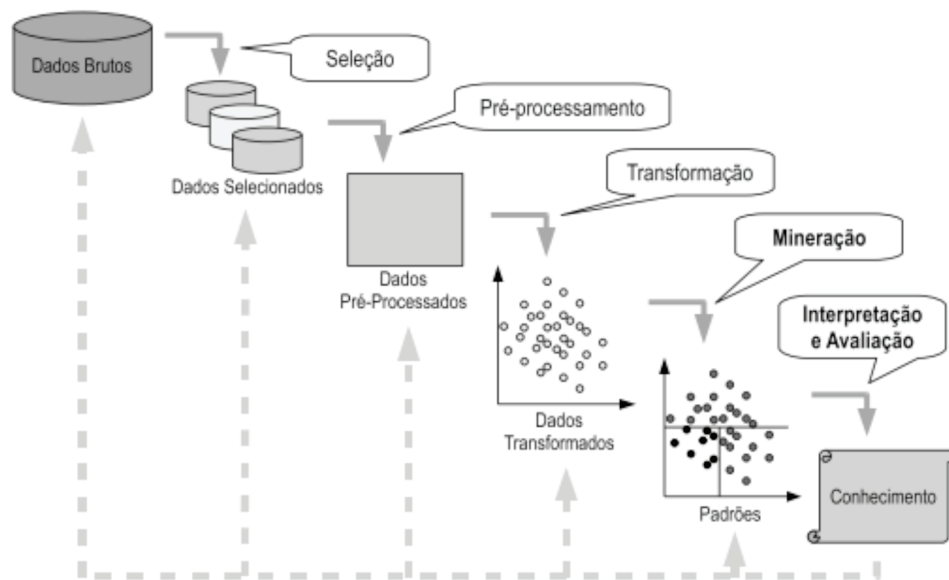 Dados Brutos
Seleção
Dados Selecionados
Pré-processamento
Dados
Pré-Processados
Transformação
Dados
Transformados
Mineração
Padrões
Interpretação
e Avaliação
Conhecimento